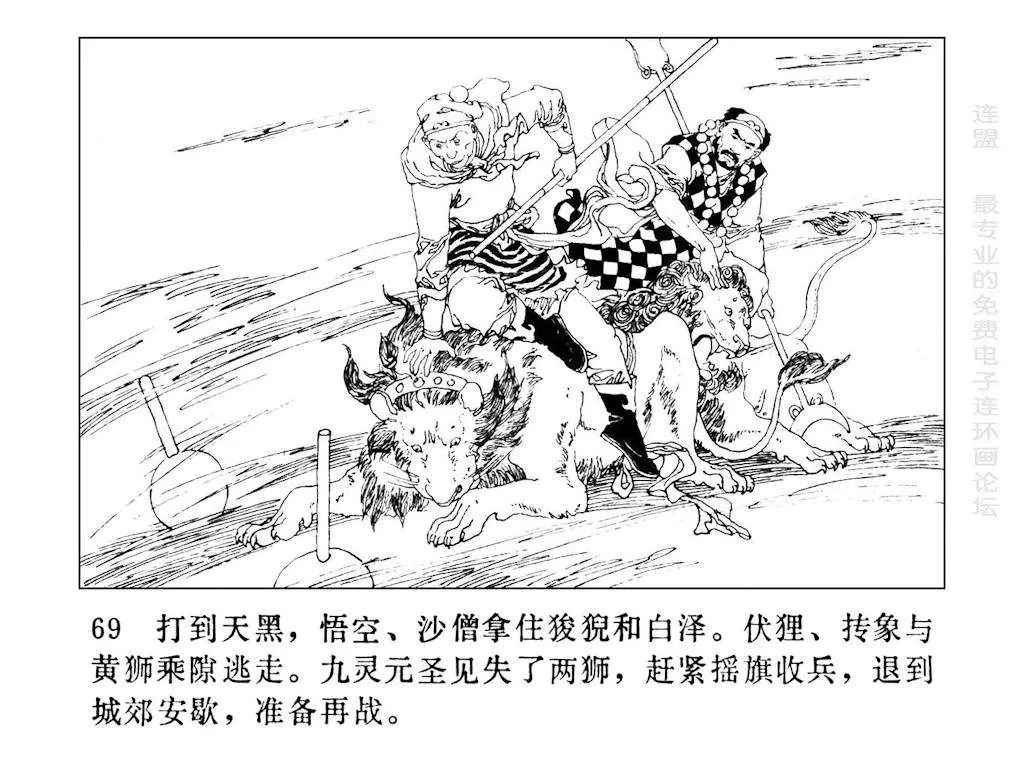 69 打到天黑，悟空、沙僧拿住狻猊和白泽。伏狸、抟象与
黄狮乘隙逃走。九灵元圣见失了两狮，赶紧摇旗收兵，退到
城郊安歇，准备再战。
连盟 最专业的免费电子连环画论坛